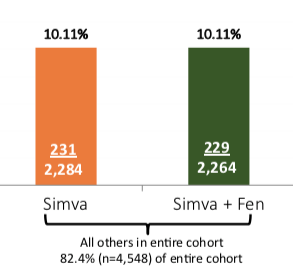 10.11% 10.11%
231 229
2,284 2,264
Simva Simva + Fen
All others in entire cohort
82.4% (n=4,548) of entire cohort